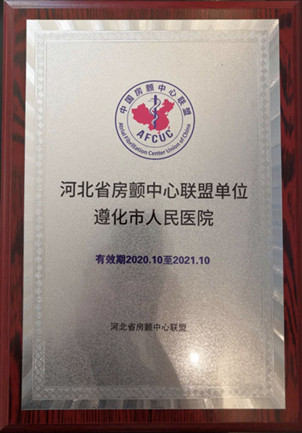 中国房颤中心联盟
AFCUC
Atrial Fibrillation Center Union of China
河北省房颤中心联盟单位
遵化市人民医院
有效期2020.10至2021.10
河北省房颤中心联盟